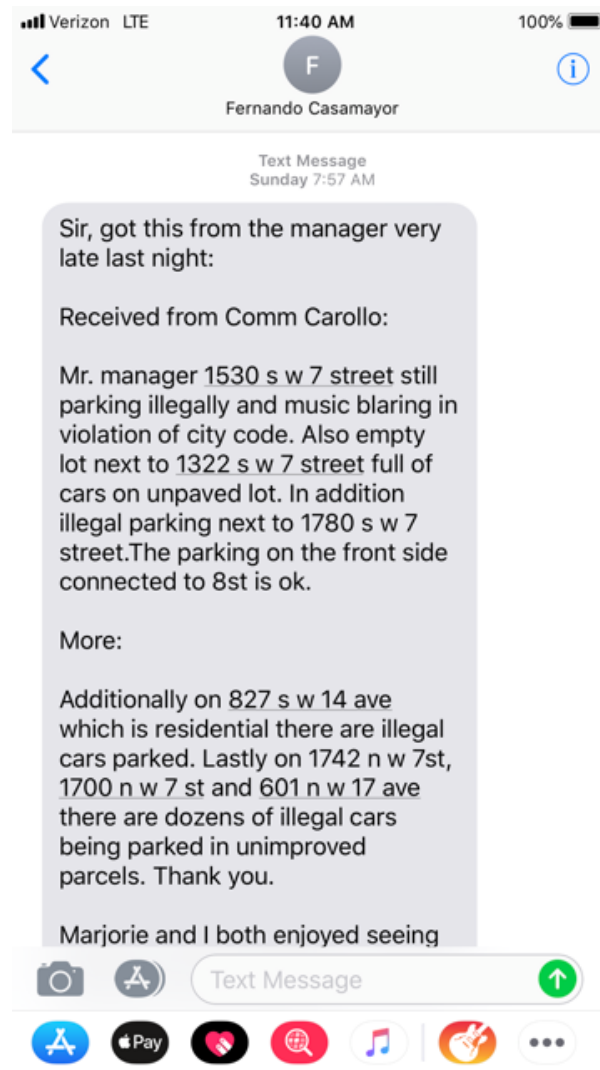 Verizon LTE 11:40 AM 100%
F
Fernando Casamayor
Text Message
Sunday 7:57 AM
Sir, got this from the manager very
late last night:
Received from Comm Carollo:
Mr. manager 1530 s w 7 street still
parking illegally and music blaring in
violation of city code. Also empty
lot next to 1322 s w 7 street full of
cars on unpaved lot. In addition
illegal parking next to 1780 s w 7
street.The parking on the front side
connected to 8st is ok.
More:
Additionally on 827 s w 14 ave
which is residential there are illegal
cars parked. Lastly on 1742 n w 7st,
1700 n w 7 st and 601 n w 17 ave
there are dozens of illegal cars
being parked in unimproved
parcels. Thank you.
Marjorie and I both enjoyed seeing
Text Message
Pay